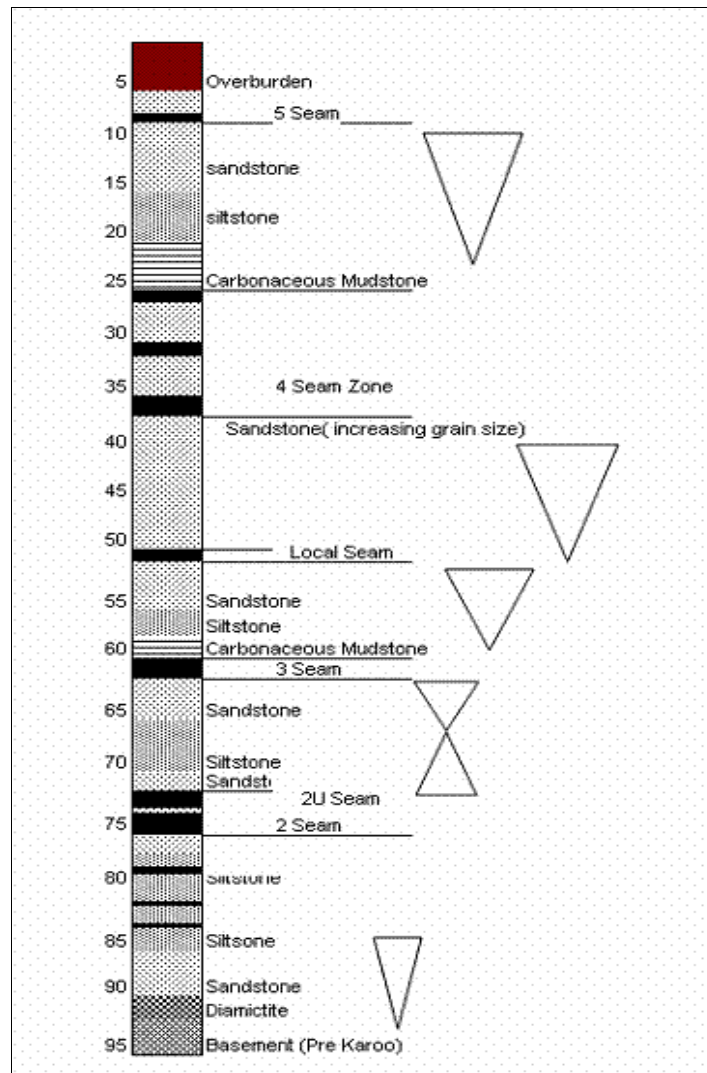 5 Overburden
5 Seam
10
sandstone
15
siltstone
20
25 Carbonaceous Mudstone
30
35 4 Seam Zone
Sandstone( increasing grain size)
40
45
50
Local Seam
55 Sandstone
Siltstone
60 Carbonaceous Mudstone
3 Seam
65 Sandstone
70 Siltstone
Sandst
2U Seam
75 2 Seam
80 Siltstone
85 Siltsone
90 Sandstone
Diamictite
95 Basement (Pre Karoo)